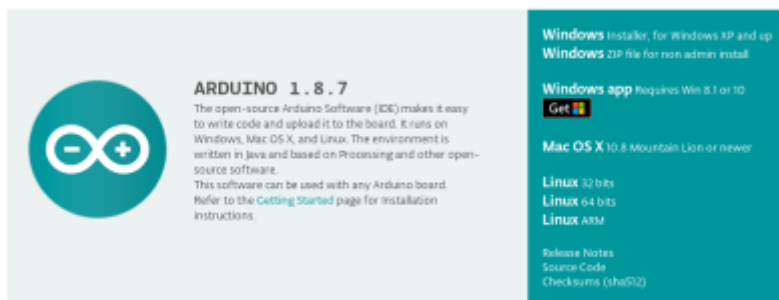 ARDUINO 1.8.7
The open-source Arduino Software (IDE) makes it easy
to write code and upload it to the board. It runs on
Windows, Mac OS X, and Linux. The environment is
written in Java and based on Processing and other open-
source software.
This software can be used with any Arduino board.
Refer to the Getting Started page for Installation
instructions.
Windows Installer, for Windows XP and up
Windows ZIP file for non admin install
Windows app Requires Win 8.1 or 10
Get
Mac OS X 10.8 Mountain Lion or newer
Linux 32 bits
Linux 64 bits
Linux ARM
Release Notes
Source Code
Checksums (sha512)